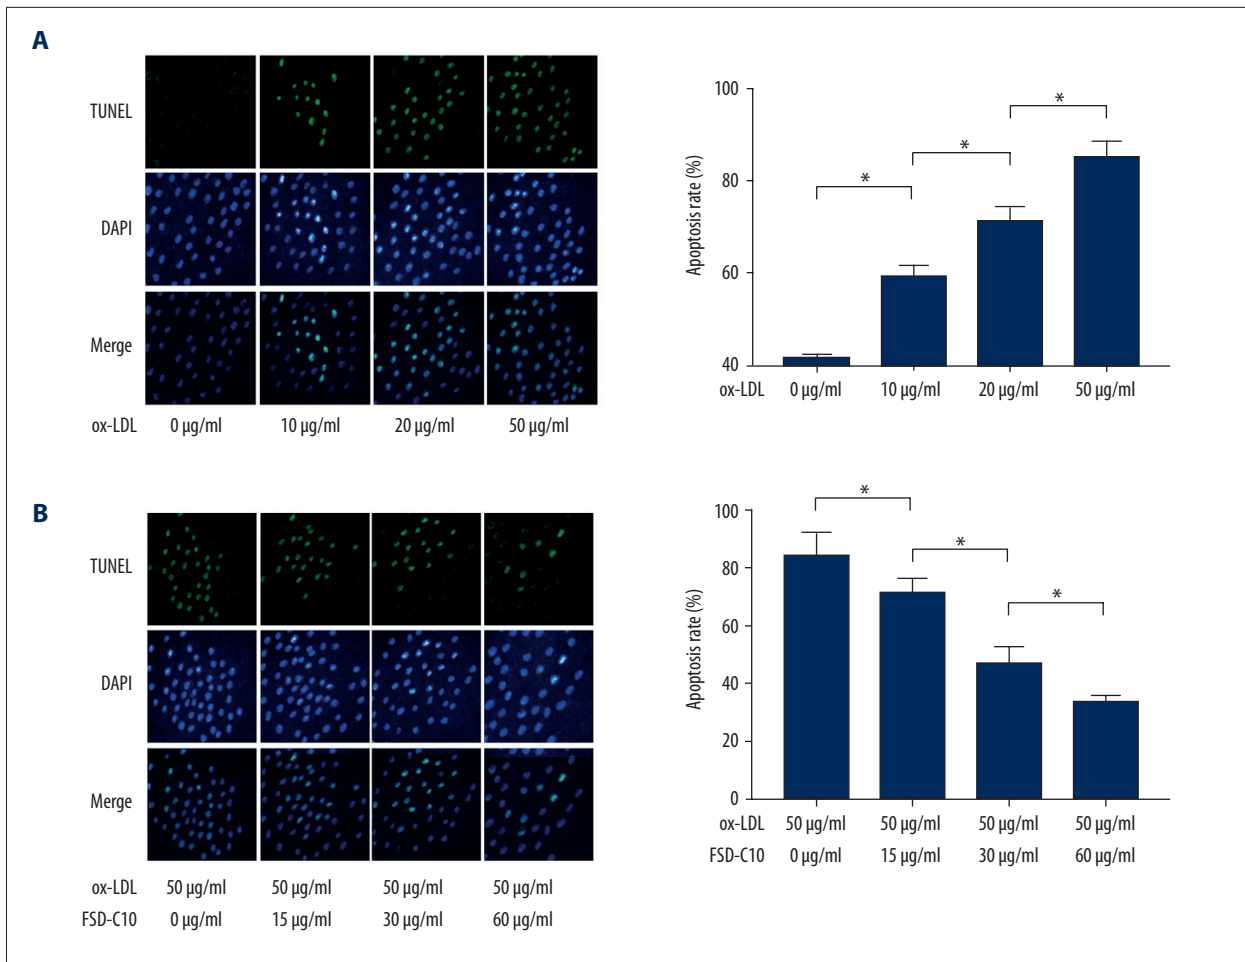 A
TUNEL
DAPI
Merge
ox-LDL 0 µg/ml 10 µg/ml 20 µg/ml 50 µg/ml
Apoptosis rate (%)
100
80
60
40
* * *
ox-LDL 0 µg/ml 10 µg/ml 20 µg/ml 50 µg/ml
B
TUNEL
DAPI
Merge
ox-LDL 50 µg/ml 50 µg/ml 50 µg/ml 50 µg/ml
FSD-C10 0 µg/ml 15 µg/ml 30 µg/ml 60 µg/ml
Apoptosis rate (%)
100
80
60
40
20
0
* * *
ox-LDL 50 µg/ml 50 µg/ml 50 µg/ml 50 µg/ml
FSD-C10 0 µg/ml 15 µg/ml 30 µg/ml 60 µg/ml